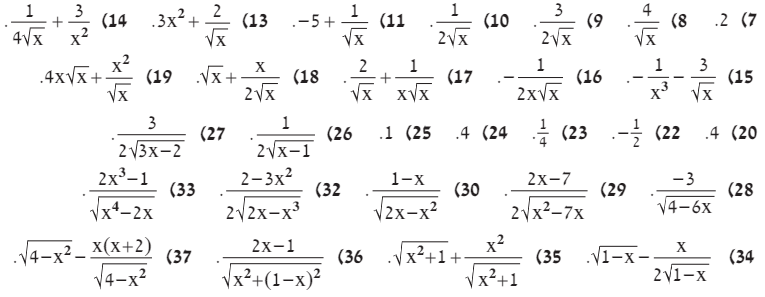 (7 2. (8 $\frac{4}{\sqrt{x}}$. (9 $\frac{3}{2\sqrt{x}}$. (10 $\frac{1}{2\sqrt{x}}$. (11 $-5+\frac{1}{\sqrt{x}}$. (13 $3x^2+\frac{2}{\sqrt{x}}$. (14 $\frac{1}{4\sqrt{x}}+\frac{3}{x^2}$.
(15 $-\frac{1}{x^3}-\frac{3}{\sqrt{x}}$. (16 $-\frac{1}{2x\sqrt{x}}$. (17 $\frac{2}{\sqrt{x}}+\frac{1}{x\sqrt{x}}$. (18 $\sqrt{x}+\frac{x}{2\sqrt{x}}$. (19 $4x\sqrt{x}+\frac{x^2}{\sqrt{x}}$.
(20 4. (22 $-\frac{1}{2}$. (23 $\frac{1}{4}$. (24 4. (25 1. (26 $\frac{1}{2\sqrt{x-1}}$. (27 $\frac{3}{2\sqrt{3x-2}}$.
(28 $\frac{-3}{\sqrt{4-6x}}$. (29 $\frac{2x-7}{2\sqrt{x^2-7x}}$. (30 $\frac{1-x}{\sqrt{2x-x^2}}$. (32 $\frac{2-3x^2}{2\sqrt{2x-x^3}}$. (33 $\frac{2x^3-1}{\sqrt{x^4-2x}}$.
(34 $\sqrt{1-x}-\frac{x}{2\sqrt{1-x}}$. (35 $\sqrt{x^2+1}+\frac{x^2}{\sqrt{x^2+1}}$. (36 $\frac{2x-1}{\sqrt{x^2+(1-x)^2}}$. (37 $\sqrt{4-x^2}-\frac{x(x+2)}{\sqrt{4-x^2}}$.